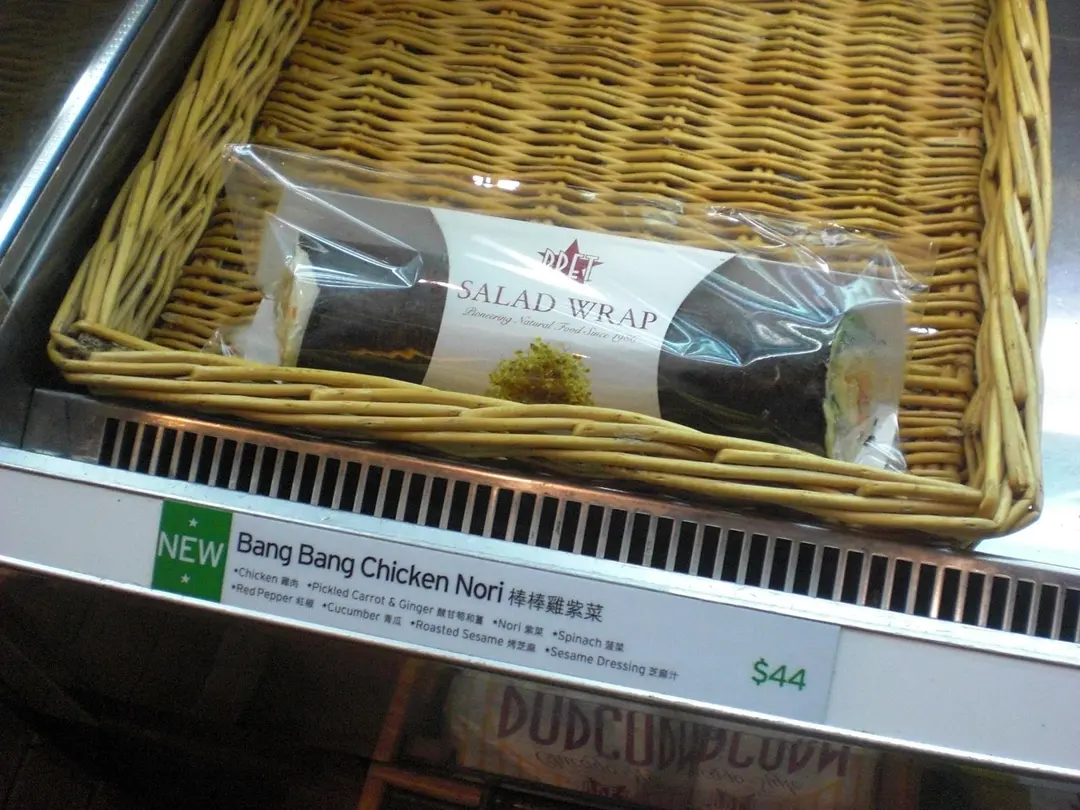 PRET
SALAD WRAP
Pioneering Natural Food Since 1986
NEW
Bang Bang Chicken Nori 棒棒雞紫菜
•Chicken 雞肉 •Pickled Carrot & Ginger 酸甘筍和薑 •Nori 紫菜 •Spinach 菠菜
•Red Pepper 紅椒 •Cucumber 青瓜 •Roasted Sesame 烤芝麻 •Sesame Dressing 芝麻汁
$44